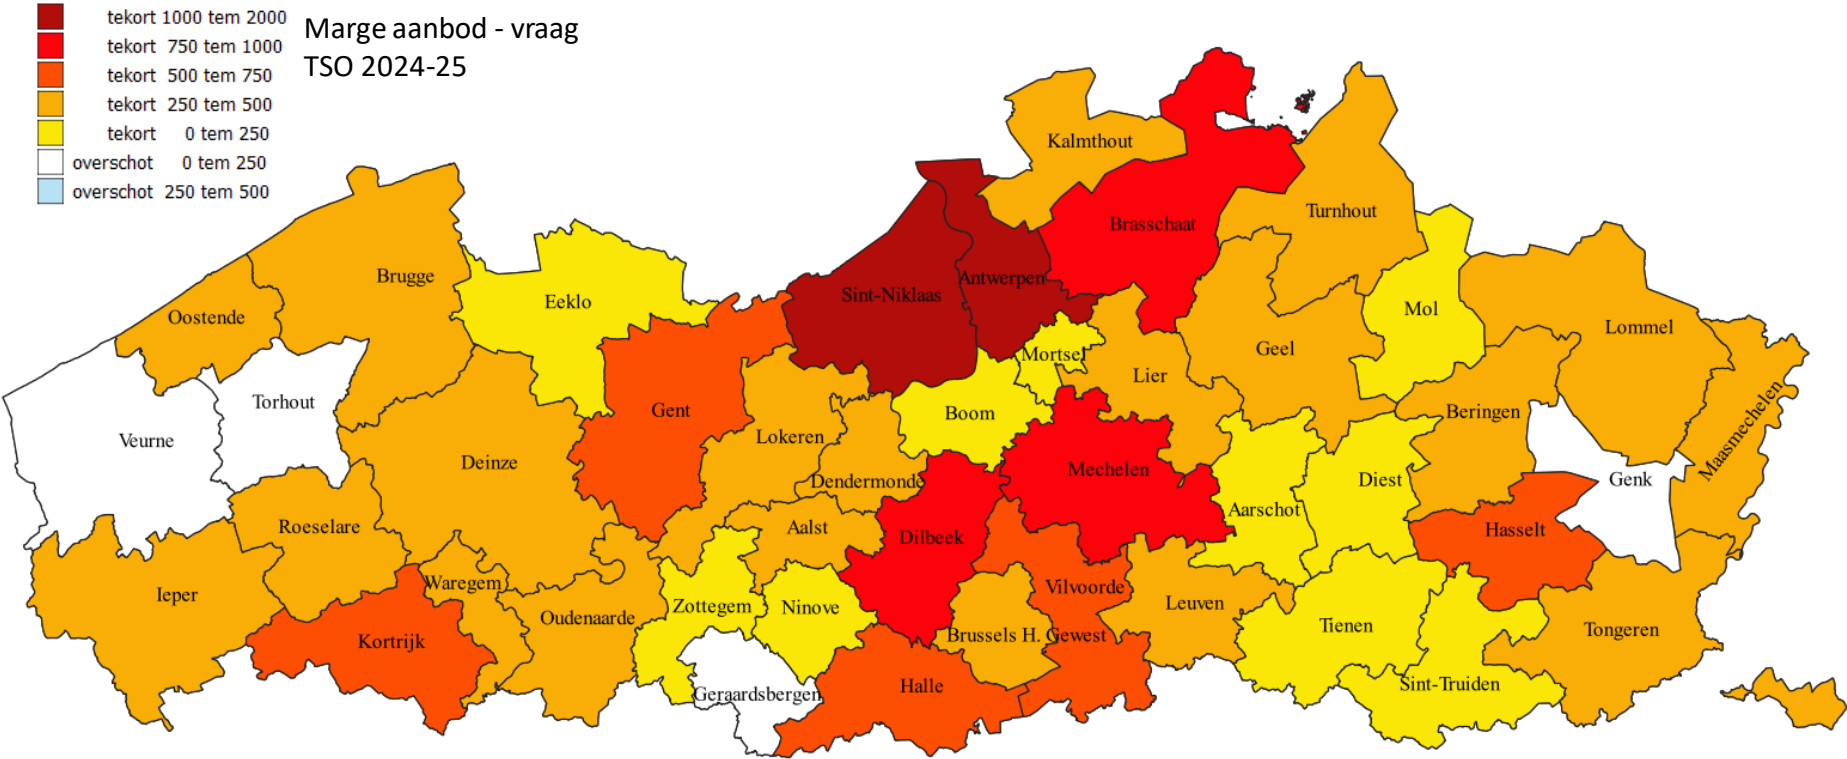 tekort 1000 tem 2000
tekort 750 tem 1000
tekort 500 tem 750
tekort 250 tem 500
tekort 0 tem 250
overschot 0 tem 250
overschot 250 tem 500
Marge aanbod - vraag
TSO 2024-25
Kalmthout
Turnhout
Brasschaat
Brugge
Antwerpen
Sint-Niklaas
Eeklo
Mol
Oostende
Lommel
Geel
Mortsel
Lier
Torhout
Gent
Boom
Beringen
Maasmechelen
Veurne
Lokeren
Deinze
Mechelen
Dendermonde
Diest
Genk
Aarschot
Roeselare
Aalst
Hasselt
Dilbeek
Waregem
Vilvoorde
Ieper
Zottegem
Ninove
Leuven
Oudenaarde
Tienen
Tongeren
Kortrijk
Brussels H. Gewest
Halle
Sint-Truiden
Geraardsbergen